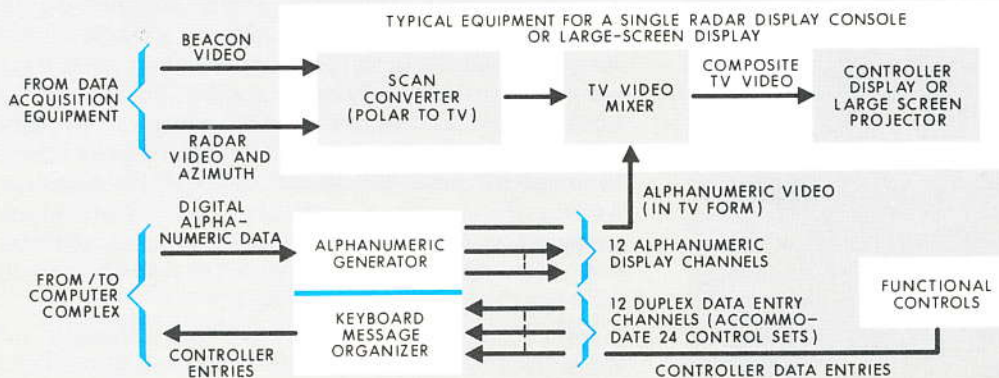 TYPICAL EQUIPMENT FOR A SINGLE RADAR DISPLAY CONSOLE
OR LARGE-SCREEN DISPLAY
BEACON
VIDEO
FROM DATA
ACQUISITION
EQUIPMENT
RADAR
VIDEO AND
AZIMUTH
SCAN
CONVERTER
(POLAR TO TV)
TV VIDEO
MIXER
COMPOSITE
TV VIDEO
CONTROLLER
DISPLAY OR
LARGE SCREEN
PROJECTOR
ALPHANUMERIC VIDEO
(IN TV FORM)
DIGITAL
ALPHA-
NUMERIC DATA
ALPHANUMERIC
GENERATOR
12 ALPHANUMERIC
DISPLAY CHANNELS
FROM/TO
COMPUTER
COMPLEX
KEYBOARD
MESSAGE
ORGANIZER
12 DUPLEX DATA ENTRY
CHANNELS (ACCOMMO-
DATE 24 CONTROL SETS)
FUNCTIONAL
CONTROLS
CONTROLLER
ENTRIES
CONTROLLER DATA ENTRIES